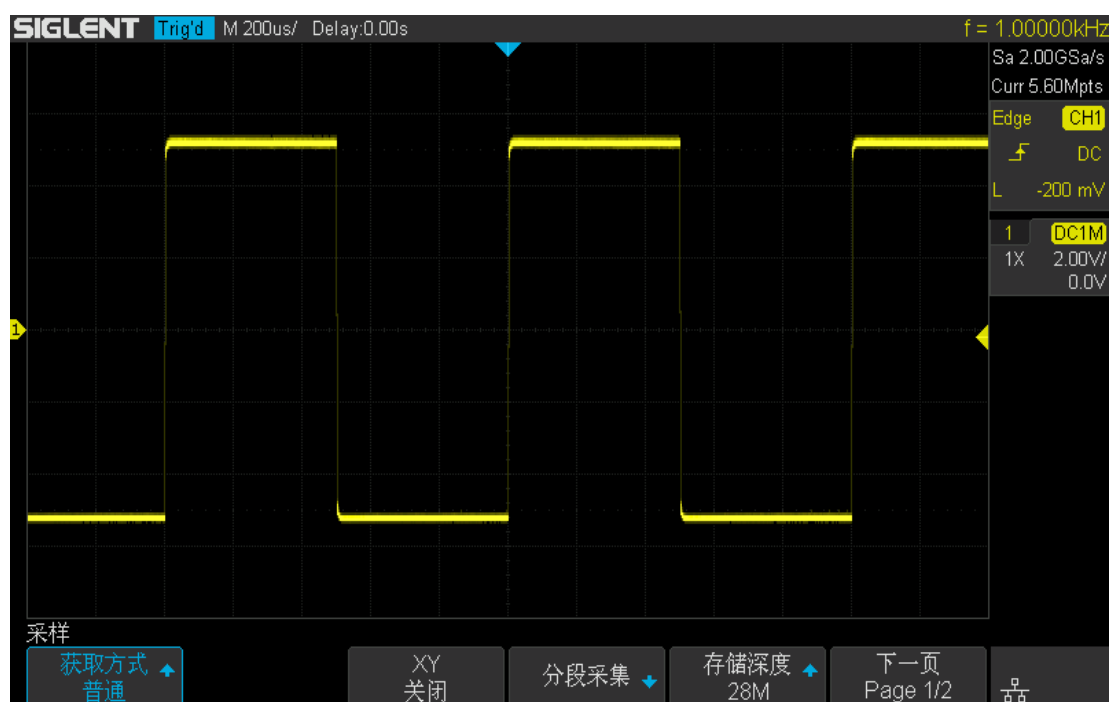 SIGLENT Trig'd M 200us/ Delay:0.00s f = 1.00000kHz
Sa 2.00GSa/s
Curr 5.60Mpts
Edge CH1
DC
L -200 mV
1 DC1M
1X 2.00V/
0.0V
1
采样
获取方式
普通
XY
关闭
分段采集
存储深度
28M
下一页
Page 1/2